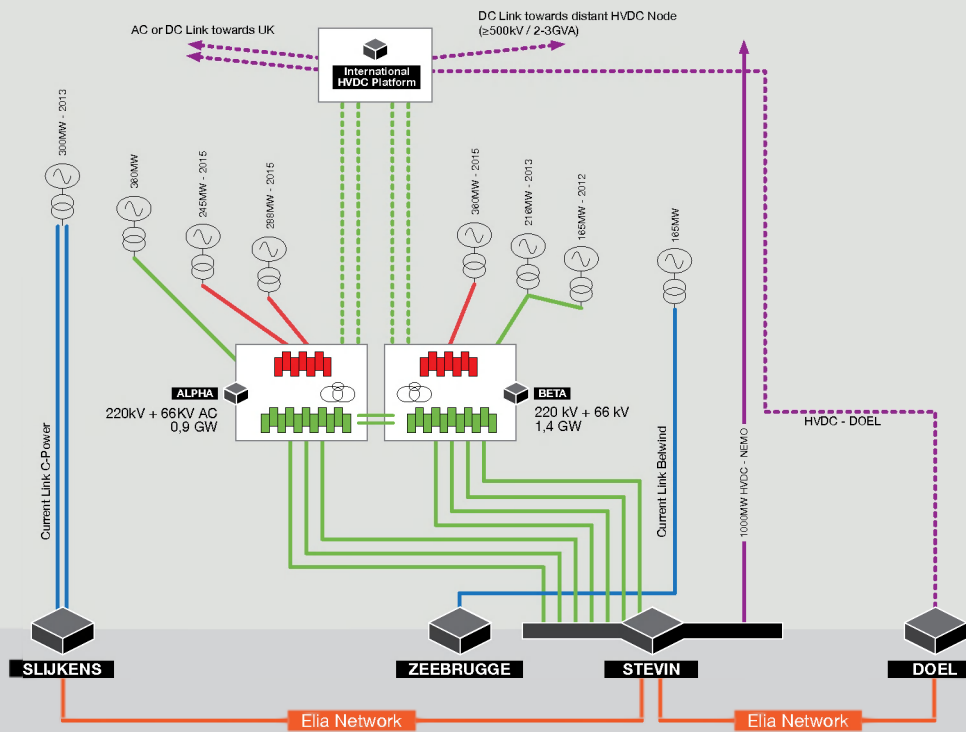 AC or DC Link towards UK
DC Link towards distant HVDC Node
(≥500kV / 2-3GVA)
International
HVDC Platform
300MW - 2013
360MW
245MW - 2015
288MW - 2015
360MW - 2015
216MW - 2013
165MW - 2012
165MW
ALPHA
220kV + 66KV AC
0,9 GW
BETA
220 kV + 66 kV
1,4 GW
HVDC - DOEL
Current Link C-Power
Current Link Belwind
1000MW HVDC - NEMO
SLIJKENS
ZEEBRUGGE
STEVIN
DOEL
Elia Network
Elia Network